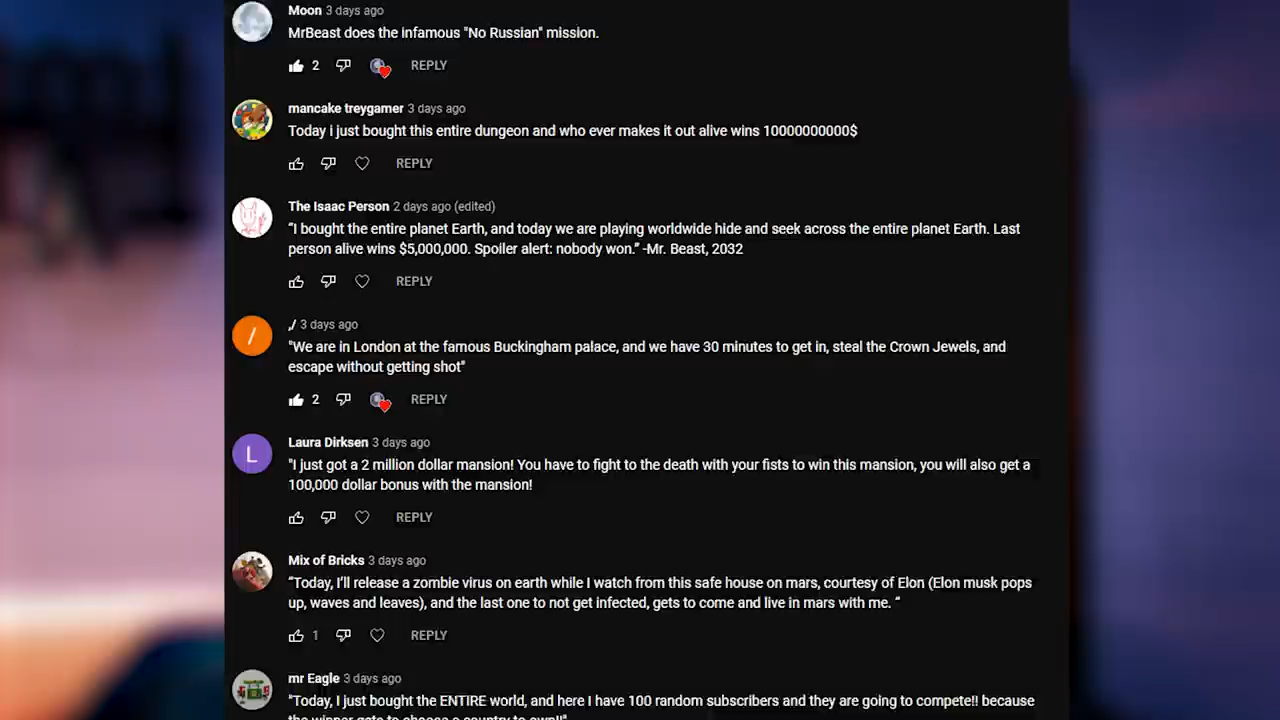 Moon 3 days ago
MrBeast does the infamous "No Russian" mission.
2 REPLY
mancake treygamer 3 days ago
Today i just bought this entire dungeon and who ever makes it out alive wins 10000000000$
REPLY
The Isaac Person 2 days ago (edited)
“I bought the entire planet Earth, and today we are playing worldwide hide and seek across the entire planet Earth. Last
person alive wins $5,000,000. Spoiler alert: nobody won.” -Mr. Beast, 2032
REPLY
/
,/ 3 days ago
"We are in London at the famous Buckingham palace, and we have 30 minutes to get in, steal the Crown Jewels, and
escape without getting shot"
2 REPLY
L
Laura Dirksen 3 days ago
"I just got a 2 million dollar mansion! You have to fight to the death with your fists to win this mansion, you will also get a
100,000 dollar bonus with the mansion!
REPLY
Mix of Bricks 3 days ago
“Today, I’ll release a zombie virus on earth while I watch from this safe house on mars, courtesy of Elon (Elon musk pops
up, waves and leaves), and the last one to not get infected, gets to come and live in mars with me. “
1 REPLY
mr Eagle 3 days ago
"Today, I just bought the ENTIRE world, and here I have 100 random subscribers and they are going to compete!! because
the winner gets to choose a country to own!!"